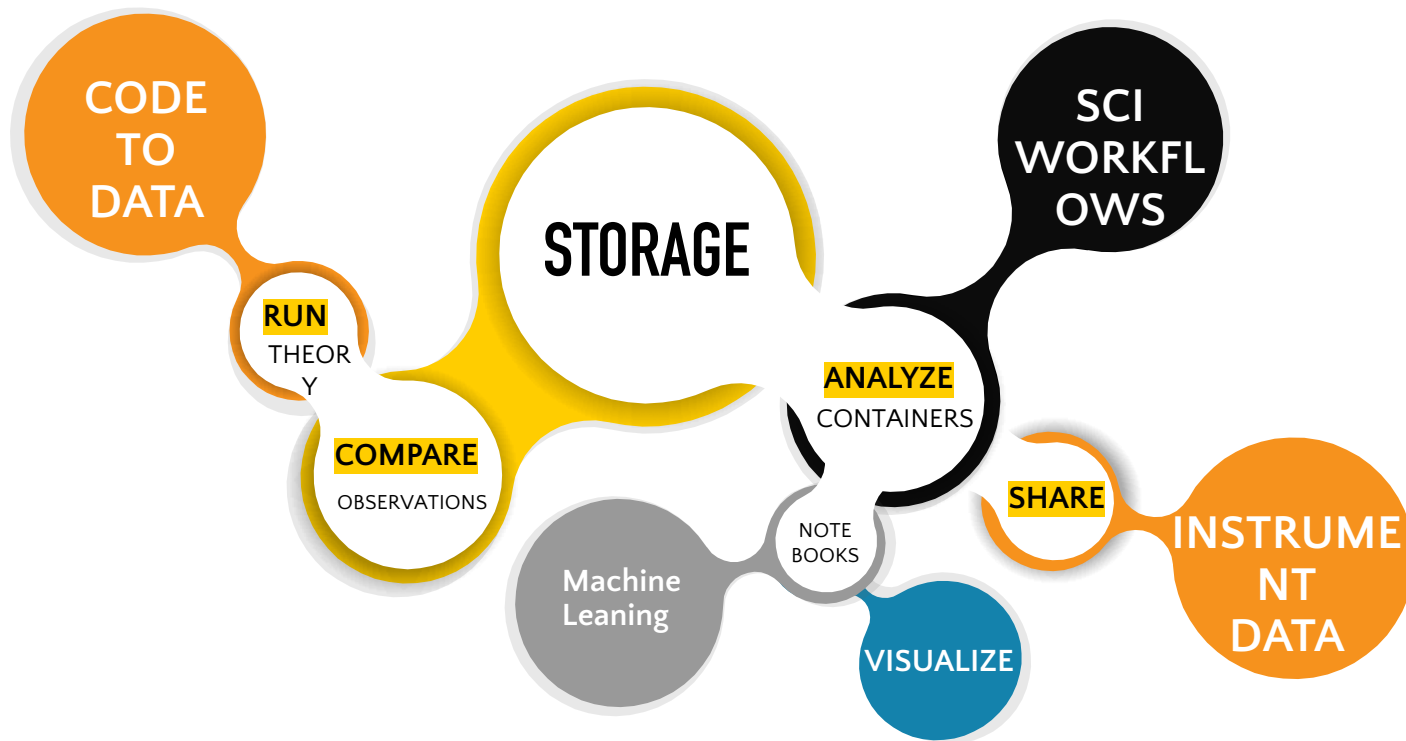 CODE
TO
DATA
SCI
WORKFL
OWS
STORAGE
RUN
THEOR
Y
ANALYZE
CONTAINERS
COMPARE
OBSERVATIONS
SHARE
NOTE
BOOKS
INSTRUME
NT
DATA
Machine
Leaning
VISUALIZE